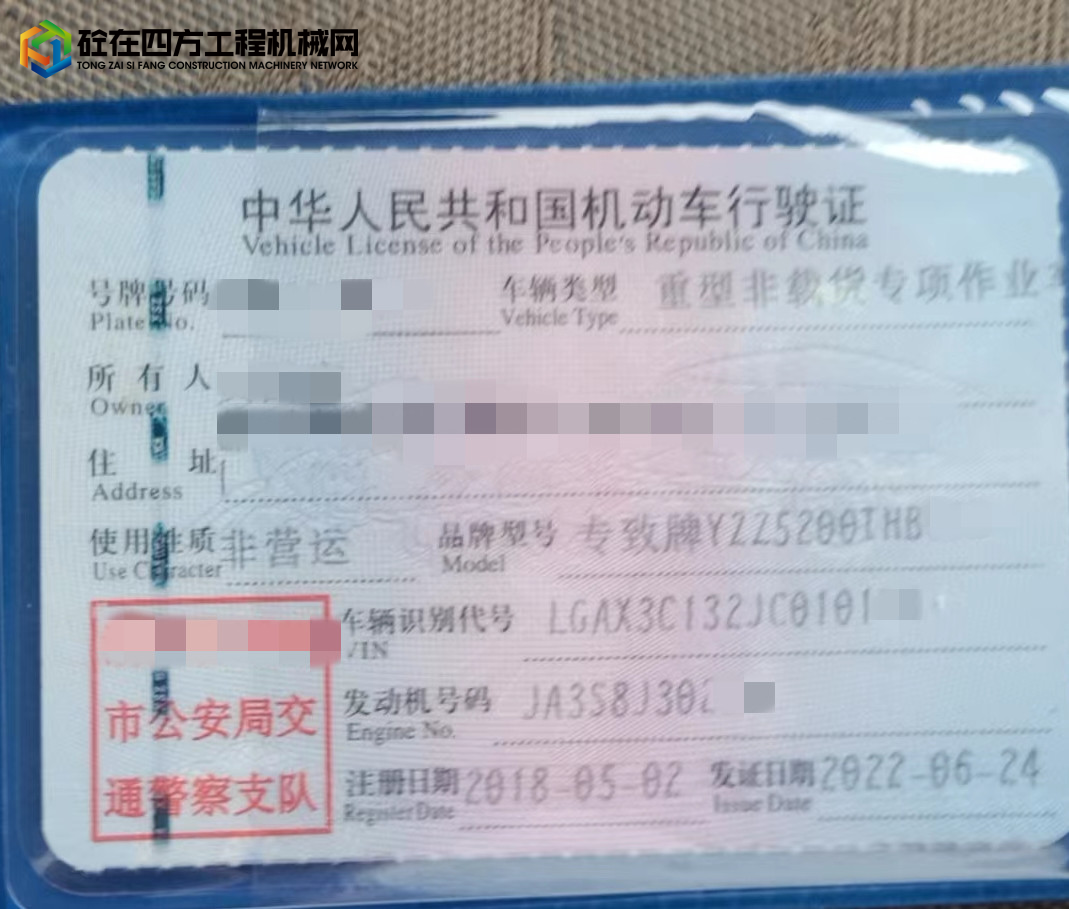 砼在四方工程机械网
TONG ZAI SI FANG CONSTRUCTION MACHINERY NETWORK
中华人民共和国机动车行驶证
Vehicle License of the People's Republic of China
号牌号码 车辆类型 重型非载货专项作业车
Plate No. Vehicle Type
所有人
Owner
住址
Address
使用性质 非营运 品牌型号 专致牌YZZ5200THB
Use Character Model
车辆识别代号 LGAX3C132JC0101
VIN
市公安局交 发动机号码 JA3S8J302
Engine No.
通警察支队 注册日期 2018-05-02 发证日期 2022-06-24
Register Date Issue Date